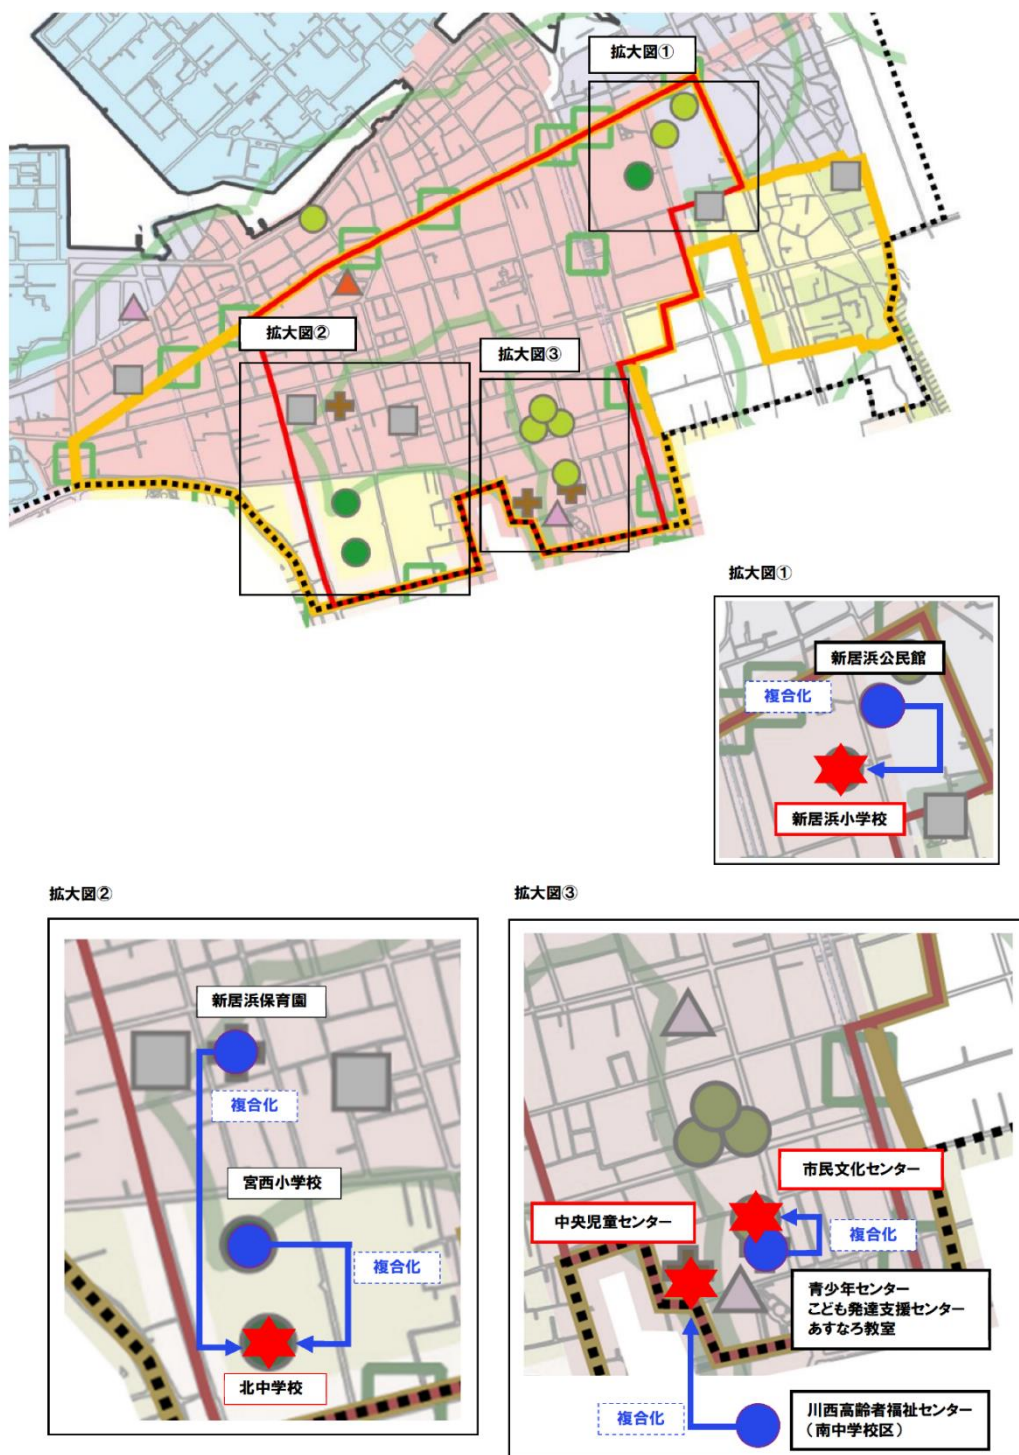 拡大図①
拡大図②
拡大図③
拡大図①
新居浜公民館
複合化
新居浜小学校
拡大図②
新居浜保育園
複合化
宮西小学校
複合化
北中学校
拡大図③
市民文化センター
中央児童センター
複合化
青少年センター
こども発達支援センター
あすなろ教室
複合化
川西高齢者福祉センター
（南中学校区）